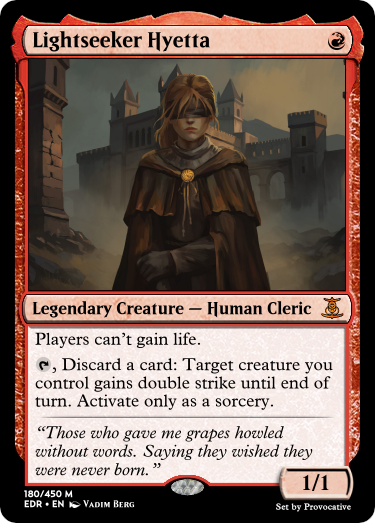 Lightseeker Hyetta
Legendary Creature — Human Cleric
Players can't gain life.
, Discard a card: Target creature you
control gains double strike until end of
turn. Activate only as a sorcery.
“Those who gave me grapes howled
without words. Saying they wished they
were never born.”
1/1
180/450 M
EDR • EN Vadim Berg
Set by Provocative